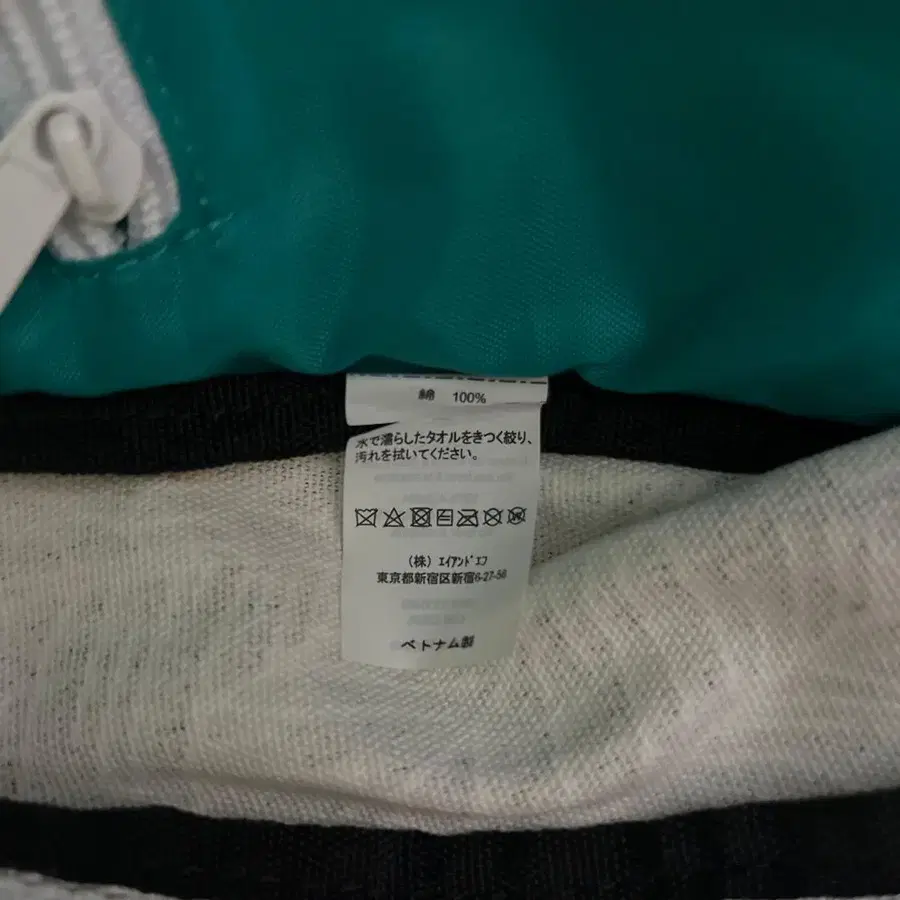 綿 100%
水で濡らしたタオルをきつく絞り、
汚れを拭いてください。
(株) エイアンドエフ
東京都新宿区新宿6-27-56
ベトナム製